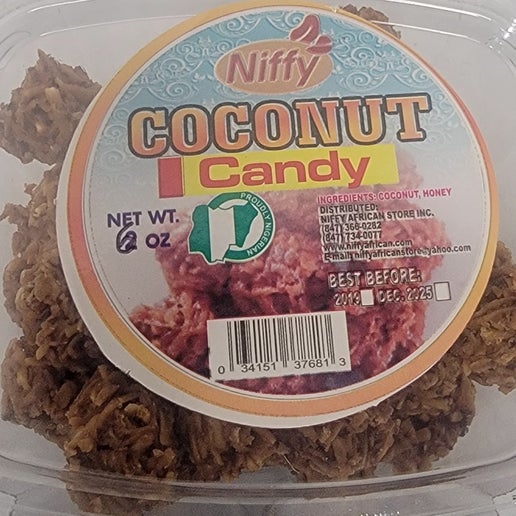 Niffy
COCONUT
Candy
NET WT.
6 OZ
PROUDLY NIGERIAN
INGREDIENTS: COCONUT, HONEY
DISTRIBUTED:
NIFFY AFRICAN STORE INC.
(847) 366-0282
(847) 734-0077
www.niffyafrican.com
E-mail niffyafricanstore@yahoo.com
BEST BEFORE:
2019 DEC. 2025
0 34151 37681 3